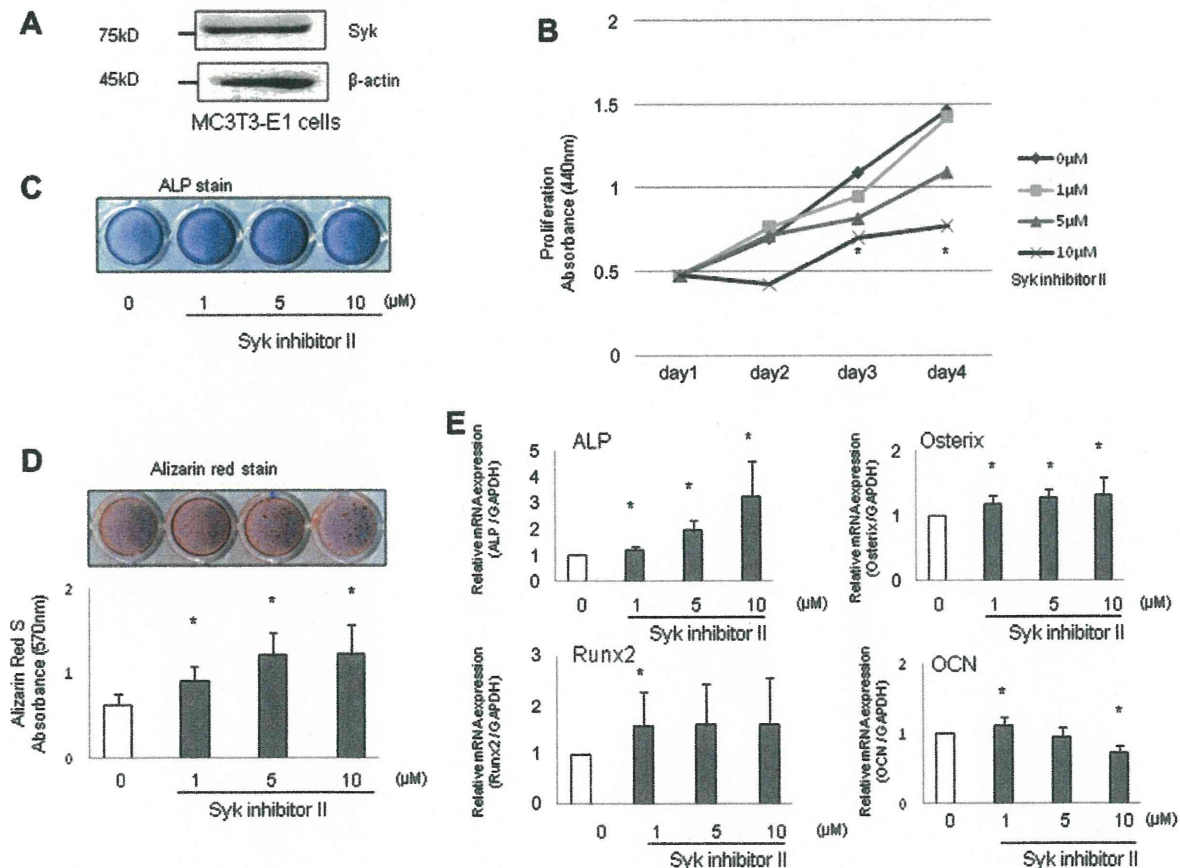 A
75kD
Syk
45kD
β-actin
MC3T3-E1 cells
B
Proliferation
Absorbance (440nm)
2
1.5
1
0.5
0
day1 day2 day3 day4
* *
0μM
1μM
5μM
10μM
Syk inhibitor II
C
ALP stain
0 1 5 10 (μM)
Syk inhibitor II
D
Alizarin red stain
Alizarin Red S
Absorbance (570nm)
2
1
0
* * *
0 1 5 10 (μM)
Syk inhibitor II
E
ALP
Relative mRNA expression
(ALP / GAPDH)
5
4
3
2
1
0
* * *
0 1 5 10 (μM)
Syk inhibitor II
Osterix
Relative mRNA expression
(Osterix / GAPDH)
2
1
0
* * *
0 1 5 10 (μM)
Syk inhibitor II
Runx2
Relative mRNA expression
(Runx2 / GAPDH)
3
2
1
0
*
0 1 5 10 (μM)
Syk inhibitor II
OCN
Relative mRNA expression
(OCN / GAPDH)
2
1
0
* *
0 1 5 10 (μM)
Syk inhibitor II